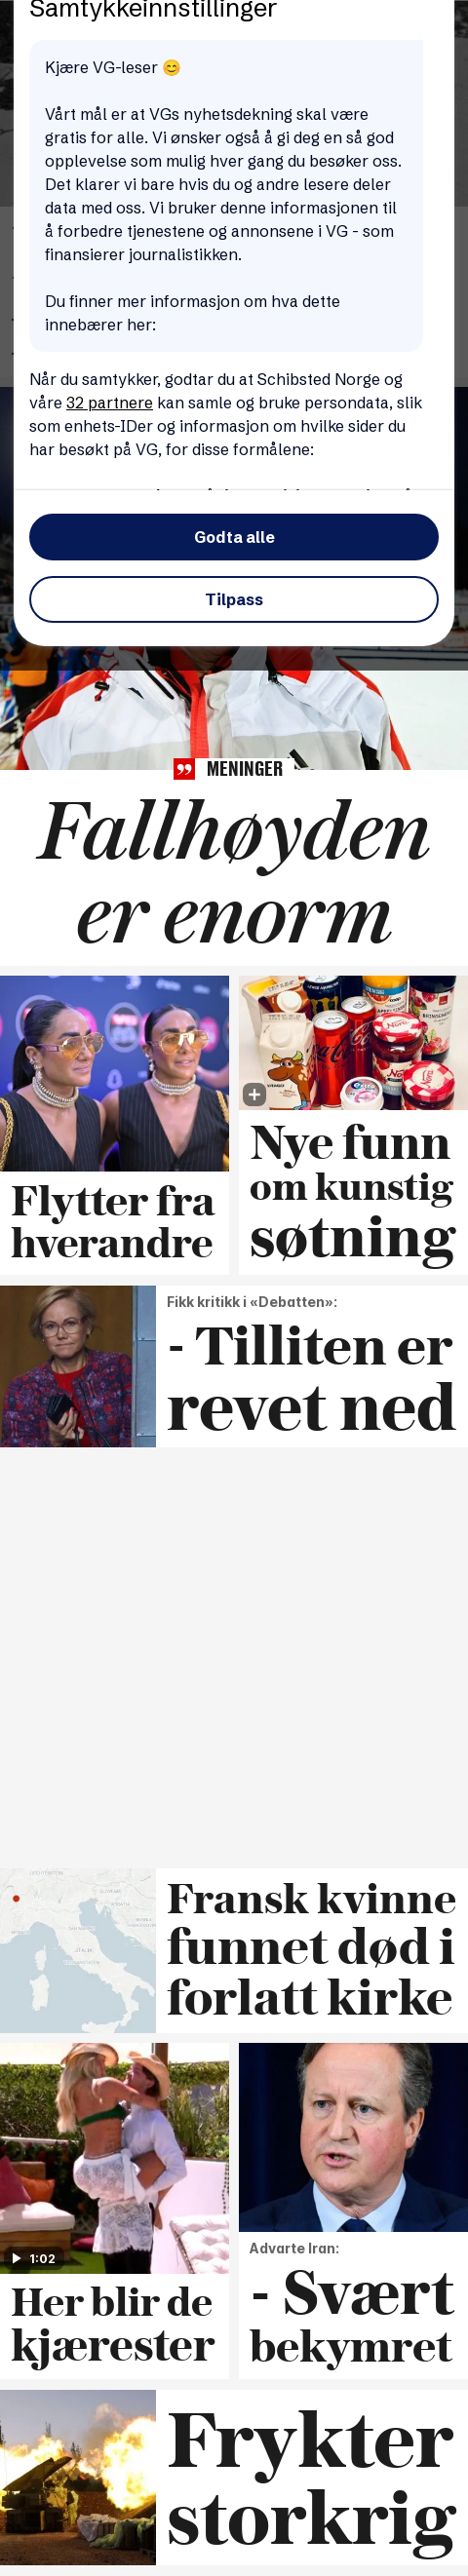 Samtykkeinnstillinger
Kjære VG-leser 😊
Vårt mål er at VGs nyhetsdekning skal være
gratis for alle. Vi ønsker også å gi deg en så god
opplevelse som mulig hver gang du besøker oss.
Det klarer vi bare hvis du og andre lesere deler
data med oss. Vi bruker denne informasjonen til
å forbedre tjenestene og annonsene i VG - som
finansierer journalistikken.
Du finner mer informasjon om hva dette
innebærer her:
Når du samtykker, godtar du at Schibsted Norge og
våre 32 partnere kan samle og bruke persondata, slik
som enhets-IDer og informasjon om hvilke sider du
har besøkt på VG, for disse formålene:
Godta alle
Tilpass
MENINGER
Fallhøyden
er enorm
Flytter fra
hverandre
Nye funn
om kunstig
søtning
Fikk kritikk i «Debatten»:
- Tilliten er
revet ned
Fransk kvinne
funnet død i
forlatt kirke
1:02
Her blir de
kjærester
Advarte Iran:
- Svært
bekymret
Frykter
storkrig